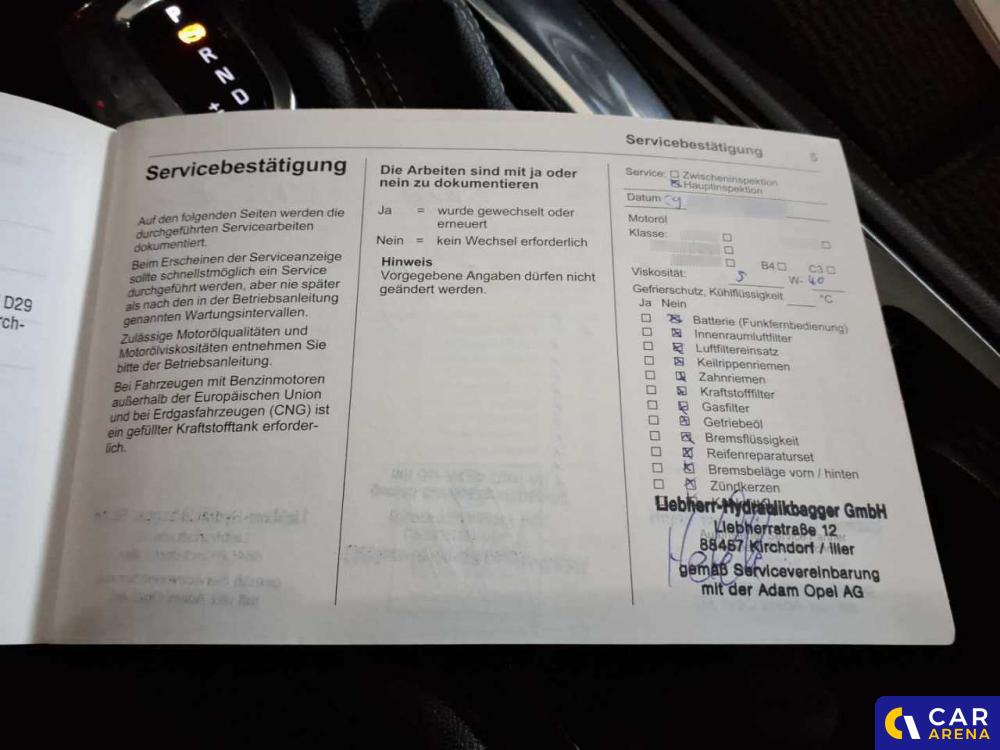 P
R
N
D
+
D29
rch-
Servicebestätigung 5
Servicebestätigung
Auf den folgenden Seiten werden die
durchgeführten Servicearbeiten
dokumentiert.
Beim Erscheinen der Serviceanzeige
sollte schnellstmöglich ein Service
durchgeführt werden, aber nie später
als nach den in der Betriebsanleitung
genannten Wartungsintervallen.
Zulässige Motorölqualitäten und
Motorölviskositäten entnehmen Sie
bitte der Betriebsanleitung.
Bei Fahrzeugen mit Benzinmotoren
außerhalb der Europäischen Union
und bei Erdgasfahrzeugen (CNG) ist
ein gefüllter Kraftstofftank erforder-
lich.
Die Arbeiten sind mit ja oder
nein zu dokumentieren
Ja = wurde gewechselt oder
erneuert
Nein = kein Wechsel erforderlich
Hinweis
Vorgegebene Angaben dürfen nicht
geändert werden.
Service: Zwischeninspektion
Hauptinspektion
Datum
Motoröl
Klasse:
B4 C3
Viskosität: 5 W- 40
Gefrierschutz, Kühlflüssigkeit °C
Ja Nein
Batterie (Funkfernbedienung)
Innenraumluftfilter
Luftfiltereinsatz
Keilrippenriemen
Zahnriemen
Kraftstofffilter
Gasfilter
Getriebeöl
Bremsflüssigkeit
Reifenreparaturset
Bremsbeläge vorn / hinten
Zündkerzen
Liebherr-Hydraulikbagger GmbH
Liebherrstraße 12
88457 Kirchdorf / Iller
gemäß Servicevereinbarung
mit der Adam Opel AG
CAR
ARENA